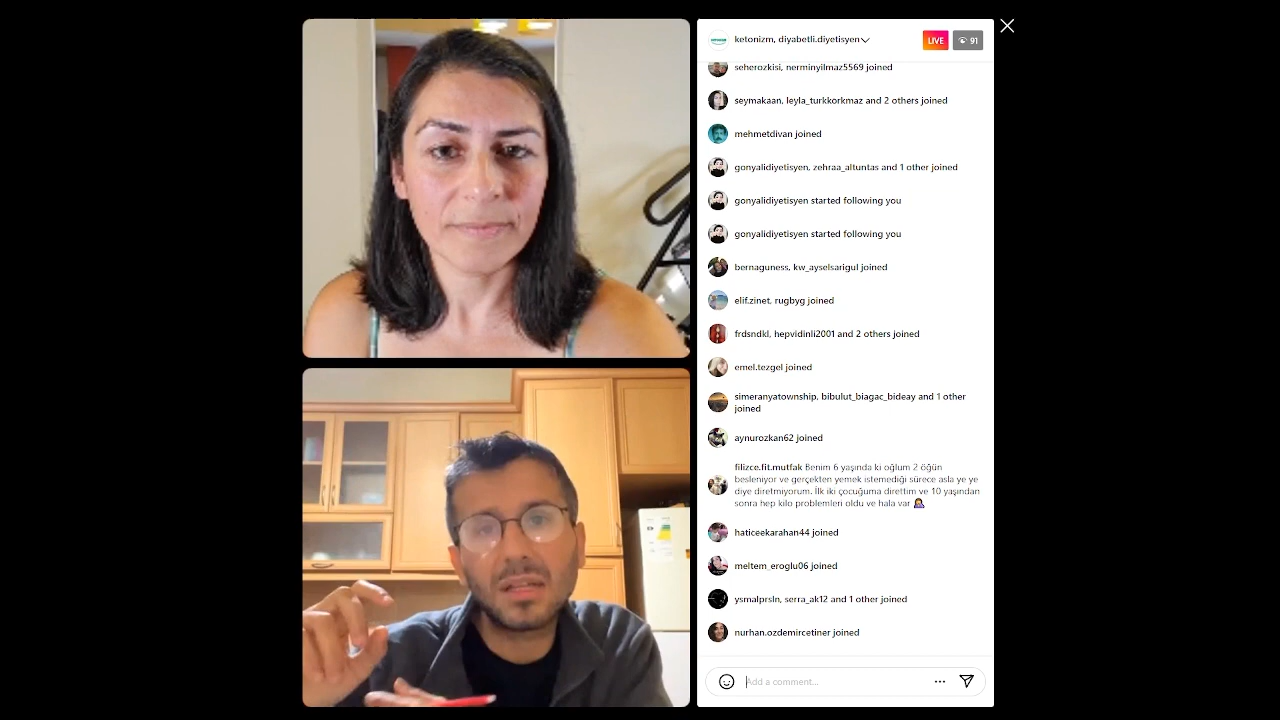 ketonizm, diyabetli.diyetisyen
LIVE
91
seherozkisi, nerminyilmaz5569 joined
seymakaan, leyla_turkkorkmaz and 2 others joined
mehmetdivan joined
gonyalidiyetisyen, zehraa_altuntas and 1 other joined
gonyalidiyetisyen started following you
gonyalidiyetisyen started following you
bernaguness, kw_ayselsarigul joined
elif.zinet, rugbyg joined
frdsndkl, hepvidinli2001 and 2 others joined
emel.tezgel joined
simeranyatownship, bibulut_biagac_bideay and 1 other
joined
aynurozkan62 joined
filizce.fit.mutfak Benim 6 yaşında ki oğlum 2 öğün
besleniyor ve gerçekten yemek istemediği sürece asla ye ye
diye diretmiyorum. İlk iki çocuğuma direttim ve 10 yaşından
sonra hep kilo problemleri oldu ve hala var 🤦‍♀️
haticeekarahan44 joined
meltem_eroglu06 joined
ysmalprsln, serra_ak12 and 1 other joined
nurhan.ozdemircetiner joined
Add a comment...